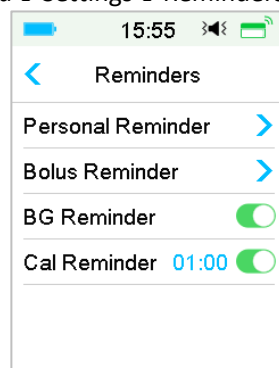 15:55
Reminders
Personal Reminder
Bolus Reminder
BG Reminder
Cal Reminder 01:00